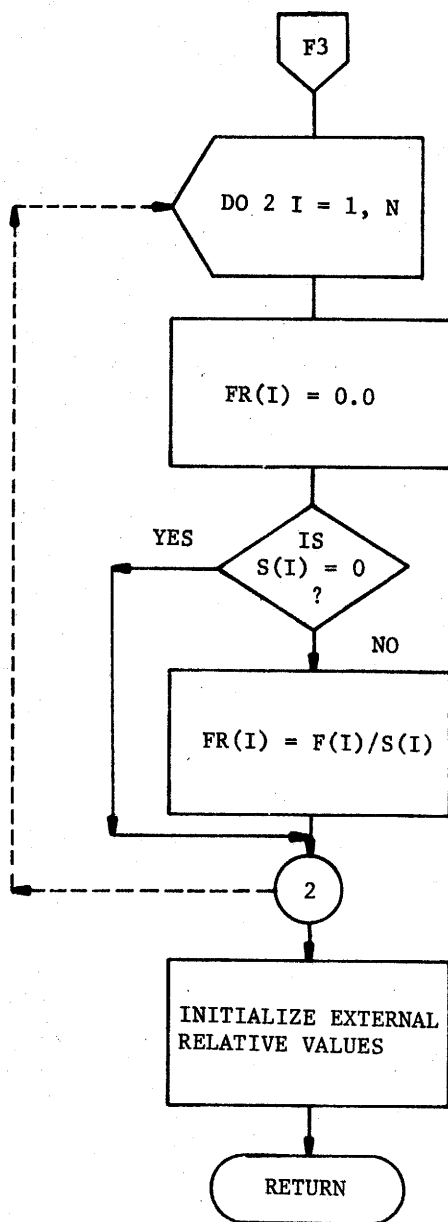 F3
DO 2 I = 1, N
FR(I) = 0.0
IS
S(I) = 0
?
YES
NO
FR(I) = F(I)/S(I)
2
INITIALIZE EXTERNAL
RELATIVE VALUES
RETURN